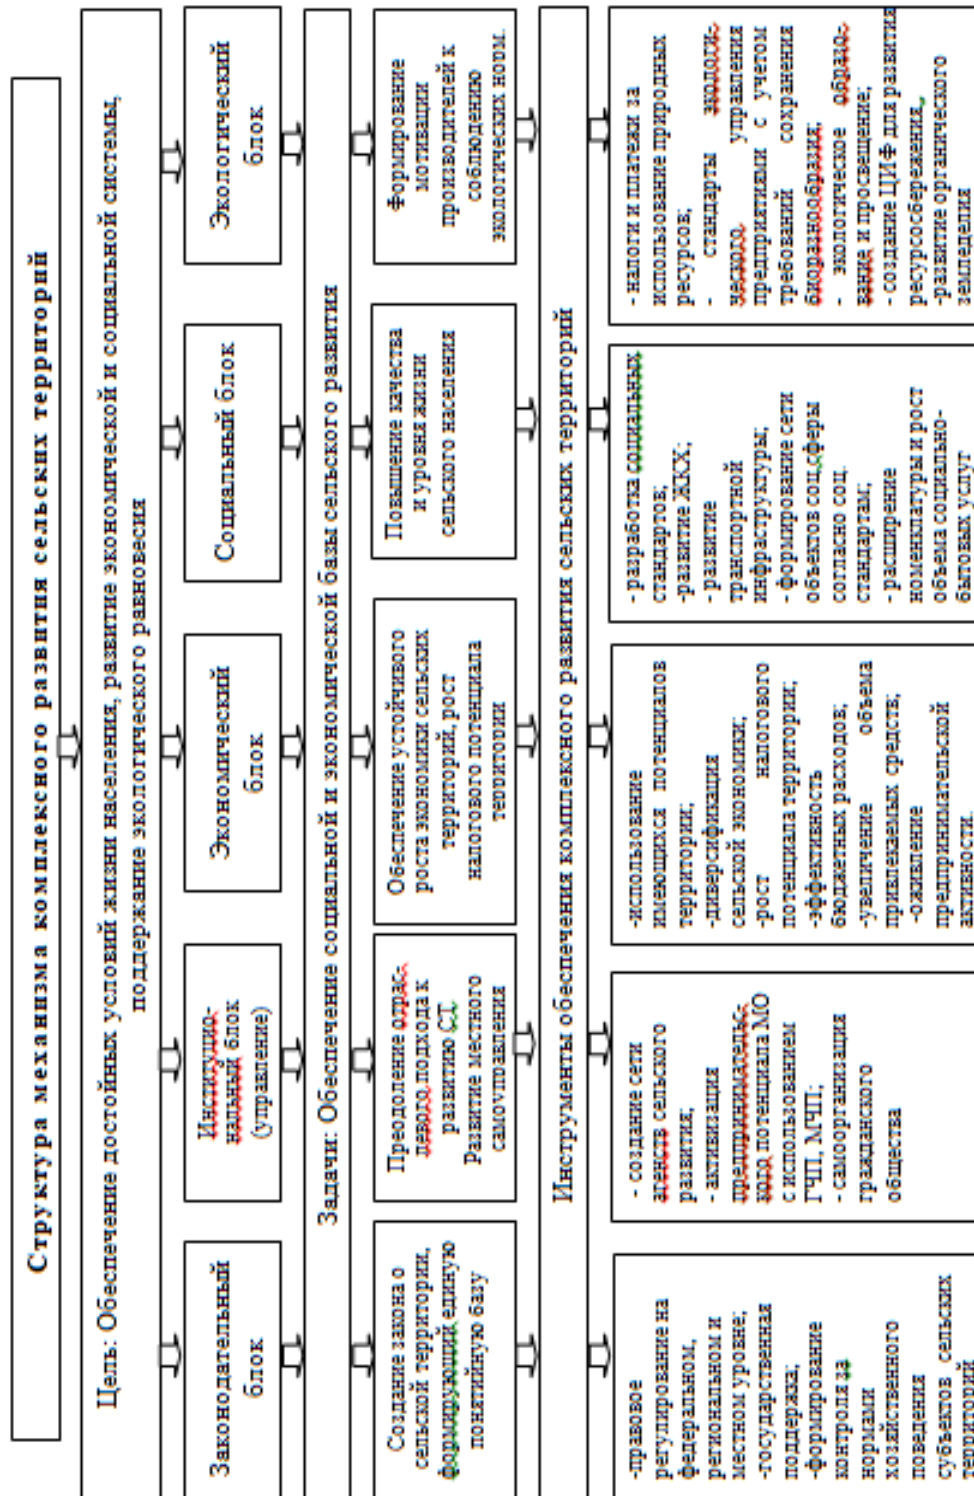 Структура механизма комплексного развития сельских территорий
Цель: Обеспечение достойных условий жизни населения, развитие экономической и социальной системы,
поддержание экологического равновесия
Законодательный
блок
Институцио-
нальный блок
(управление)
Экономический
блок
Социальный блок
Экологический
блок
Задачи: Обеспечение социальной и экономической базы сельского развития
Создание закона о
сельской территории,
формирующий единую
понятийную базу
Преодоление отрас-
левого подхода к
развитию СТ.
Развитие местного
самоуправления
Обеспечение устойчивого
роста экономики сельских
территорий, рост
налогового потенциала
территории
Повышение качества
и уровня жизни
сельского населения
Формирование
мотивации
производителей к
соблюдению
экологических норм.
Инструменты обеспечения комплексного развития сельских территорий
-правовое
регулирование на
федеральном,
региональном и
местном уровне;
-государственная
поддержка;
-формирование
контроля за
нормами
хозяйственного
поведения
субъектов сельских
территорий
- создание сети
агенств сельского
развития;
- активизация
предпринимательс-
кого потенциала МО
с использованием
ГЧП, МЧП;
- самоорганизация
гражданского
общества
-использование
имеющихся потенциалов
территории;
-диверсификация
сельской экономики;
-рост налогового
потенциала территории;
-эффективность
бюджетных расходов;
-увеличение объема
привлекаемых средств;
-оживление
предпринимательской
активности.
- разработка социальных
стандартов;
-развитие ЖКХ;
- развитие
транспортной
инфраструктуры;
- формирование сети
объектов соц.сферы
согласно соц.
стандартам;
- расширение
номенклатуры и рост
объема социально-
бытовых услуг
- налоги и платежи за
использование природных
ресурсов;
- стандарты экологи-
ческого управления
предприятиями с учетом
требований сохранения
биоразнообразия;
- экологическое образо-
вание и просвещение;
- создание ЦИФ для развития
ресурсосбережения,
-развитие органического
земледелия